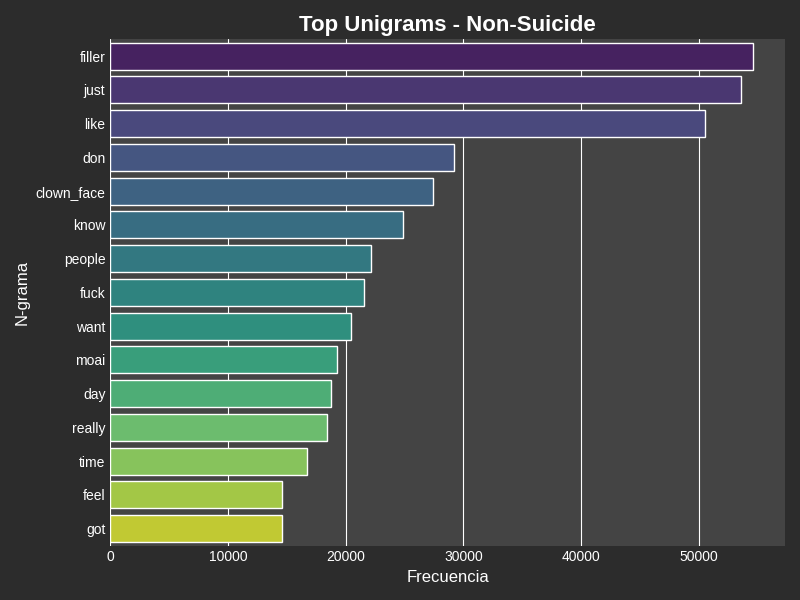 Top Unigrams - Non-Suicide
filler
just
like
don
clown_face
know
people
fuck
want
moai
day
really
time
feel
got
N-grama
0 10000 20000 30000 40000 50000
Frecuencia